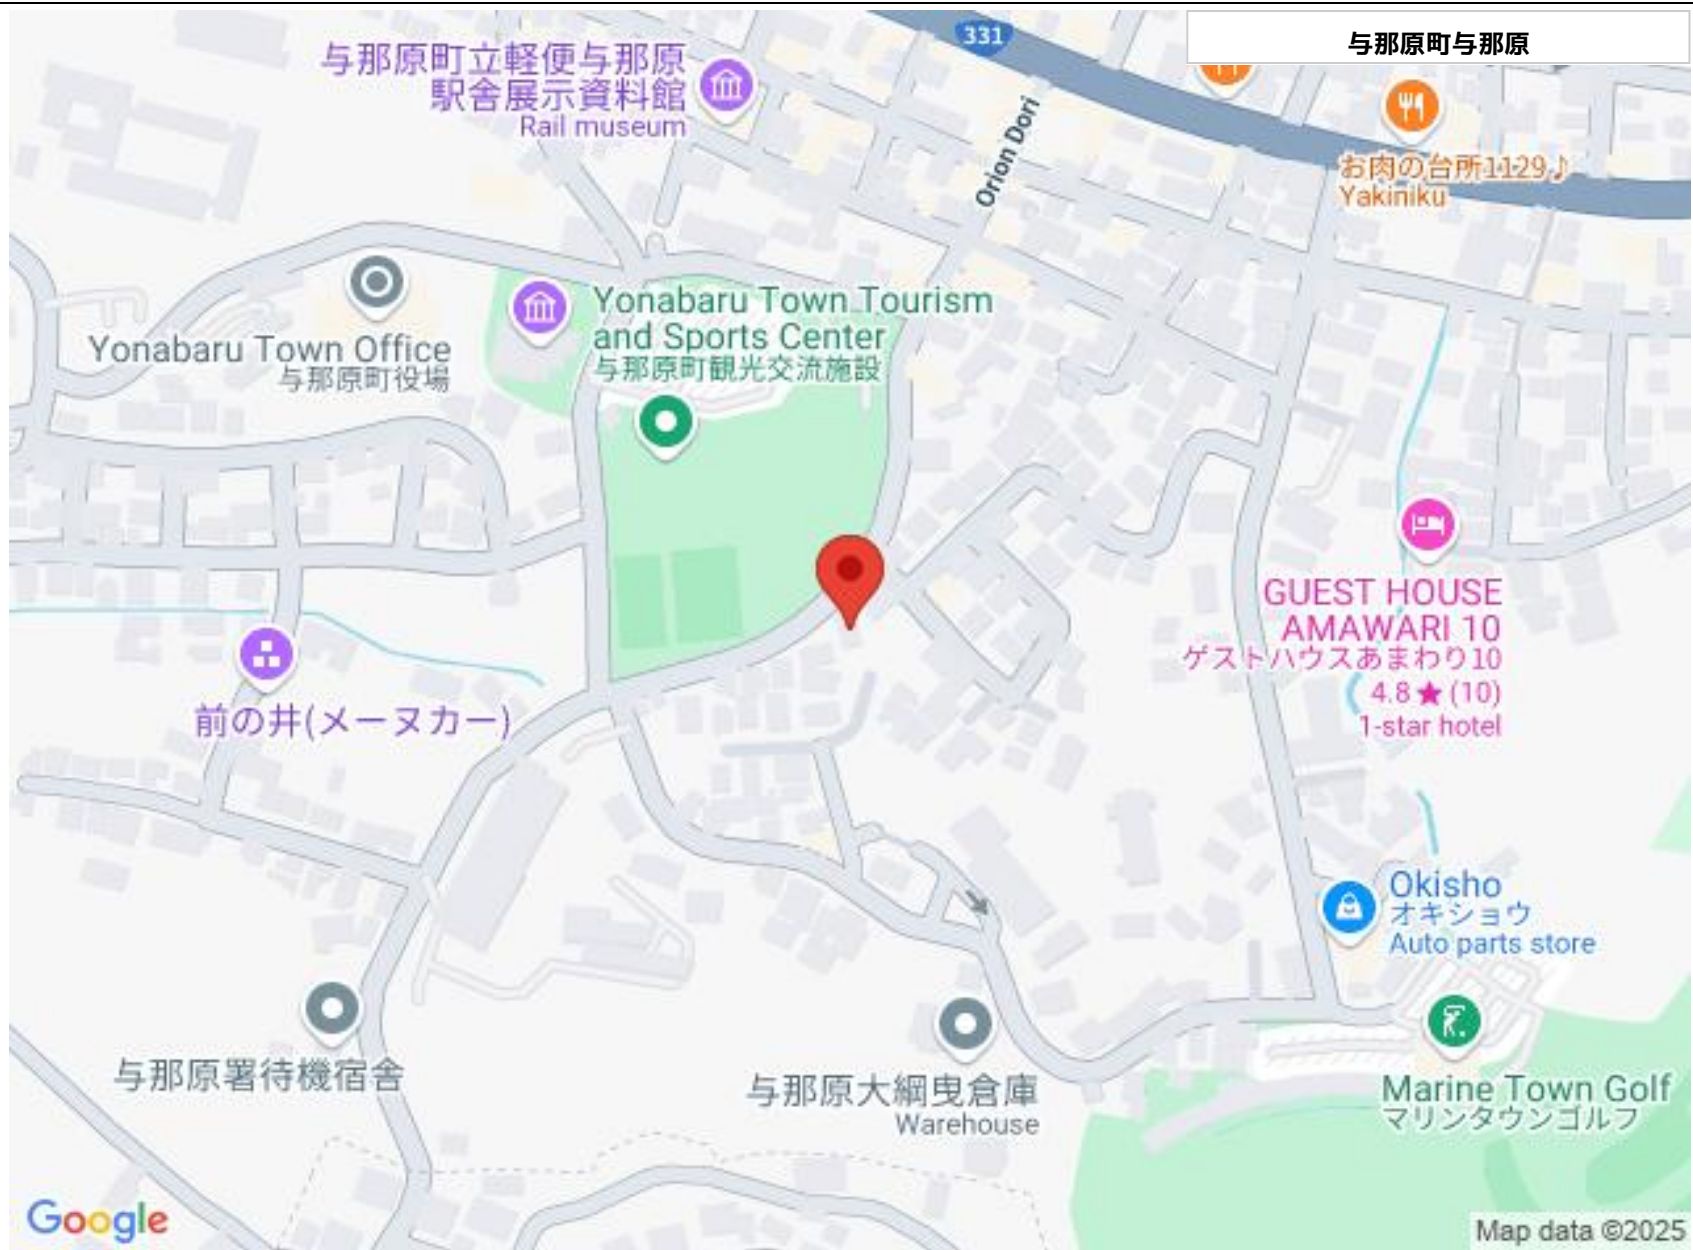 与那原町与那原
331
与那原町立軽便与那原
駅舎展示資料館
Rail museum
Orion Dori
お肉の台所1129♪
Yakiniku
Yonabaru Town Tourism
and Sports Center
与那原町観光交流施設
Yonabaru Town Office
与那原町役場
GUEST HOUSE
AMAWARI 10
ゲストハウスあまわり10
4.8★(10)
1-star hotel
前の井(メーヌカー)
Okisho
オキショウ
Auto parts store
与那原署待機宿舎
与那原大綱曳倉庫
Warehouse
Marine Town Golf
マリンタウンゴルフ
Google
Map data ©2025